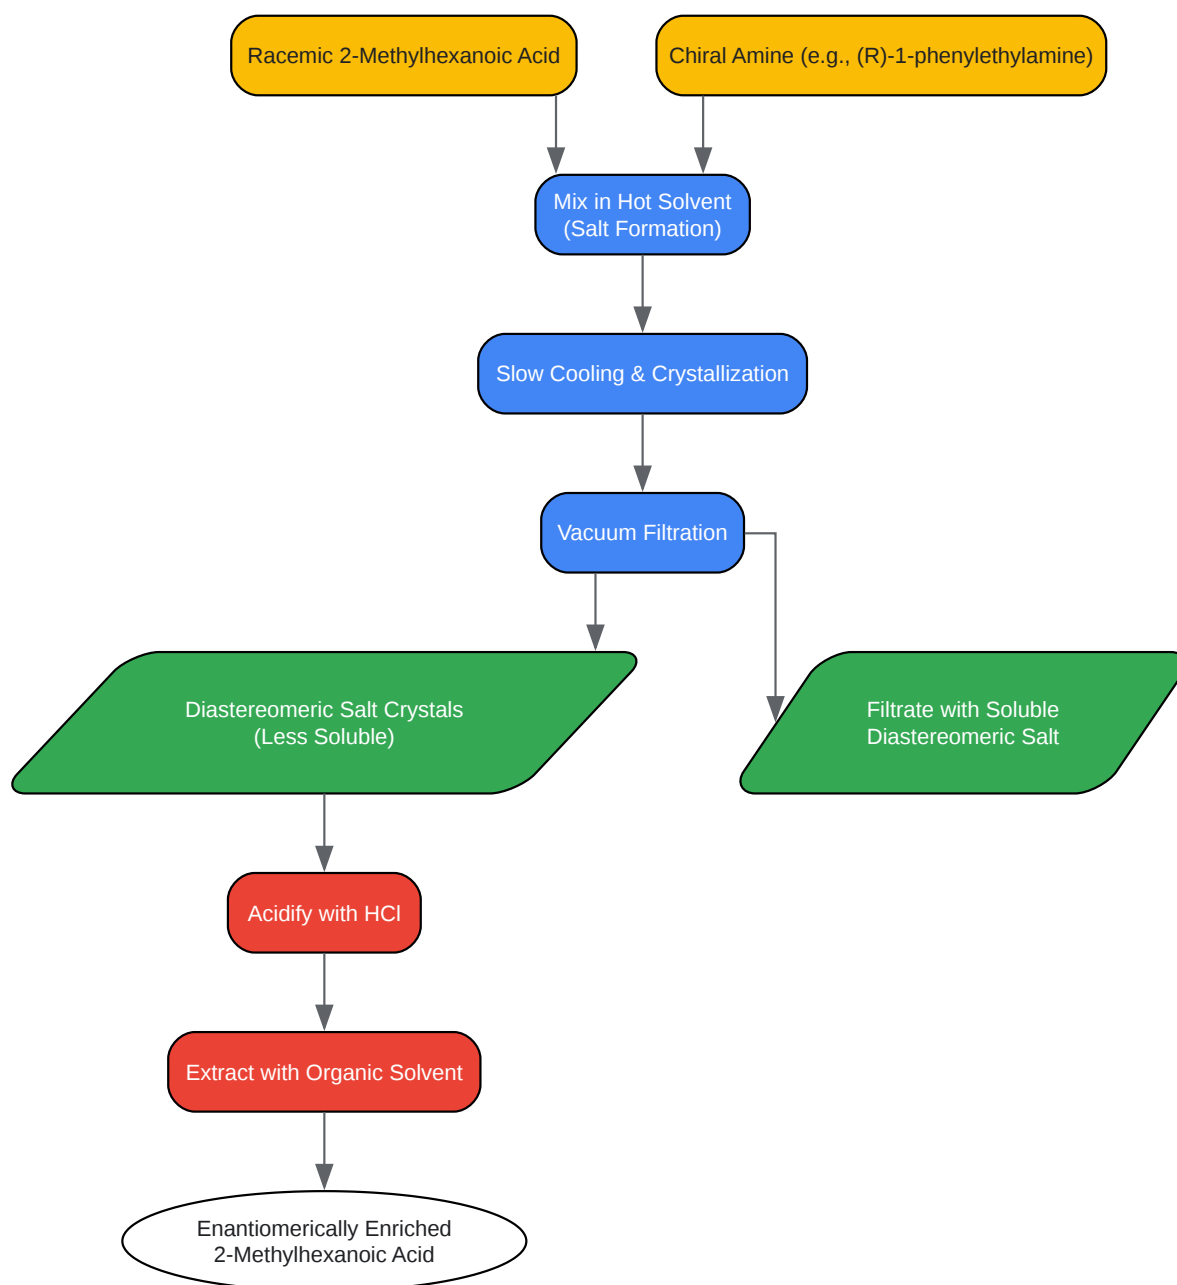 Racemic 2-Methylhexanoic Acid
Chiral Amine (e.g., (R)-1-phenylethylamine)
Mix in Hot Solvent
(Salt Formation)
Slow Cooling & Crystallization
Vacuum Filtration
Diastereomeric Salt Crystals
(Less Soluble)
Filtrate with Soluble
Diastereomeric Salt
Acidify with HCl
Extract with Organic Solvent
Enantiomerically Enriched
2-Methylhexanoic Acid